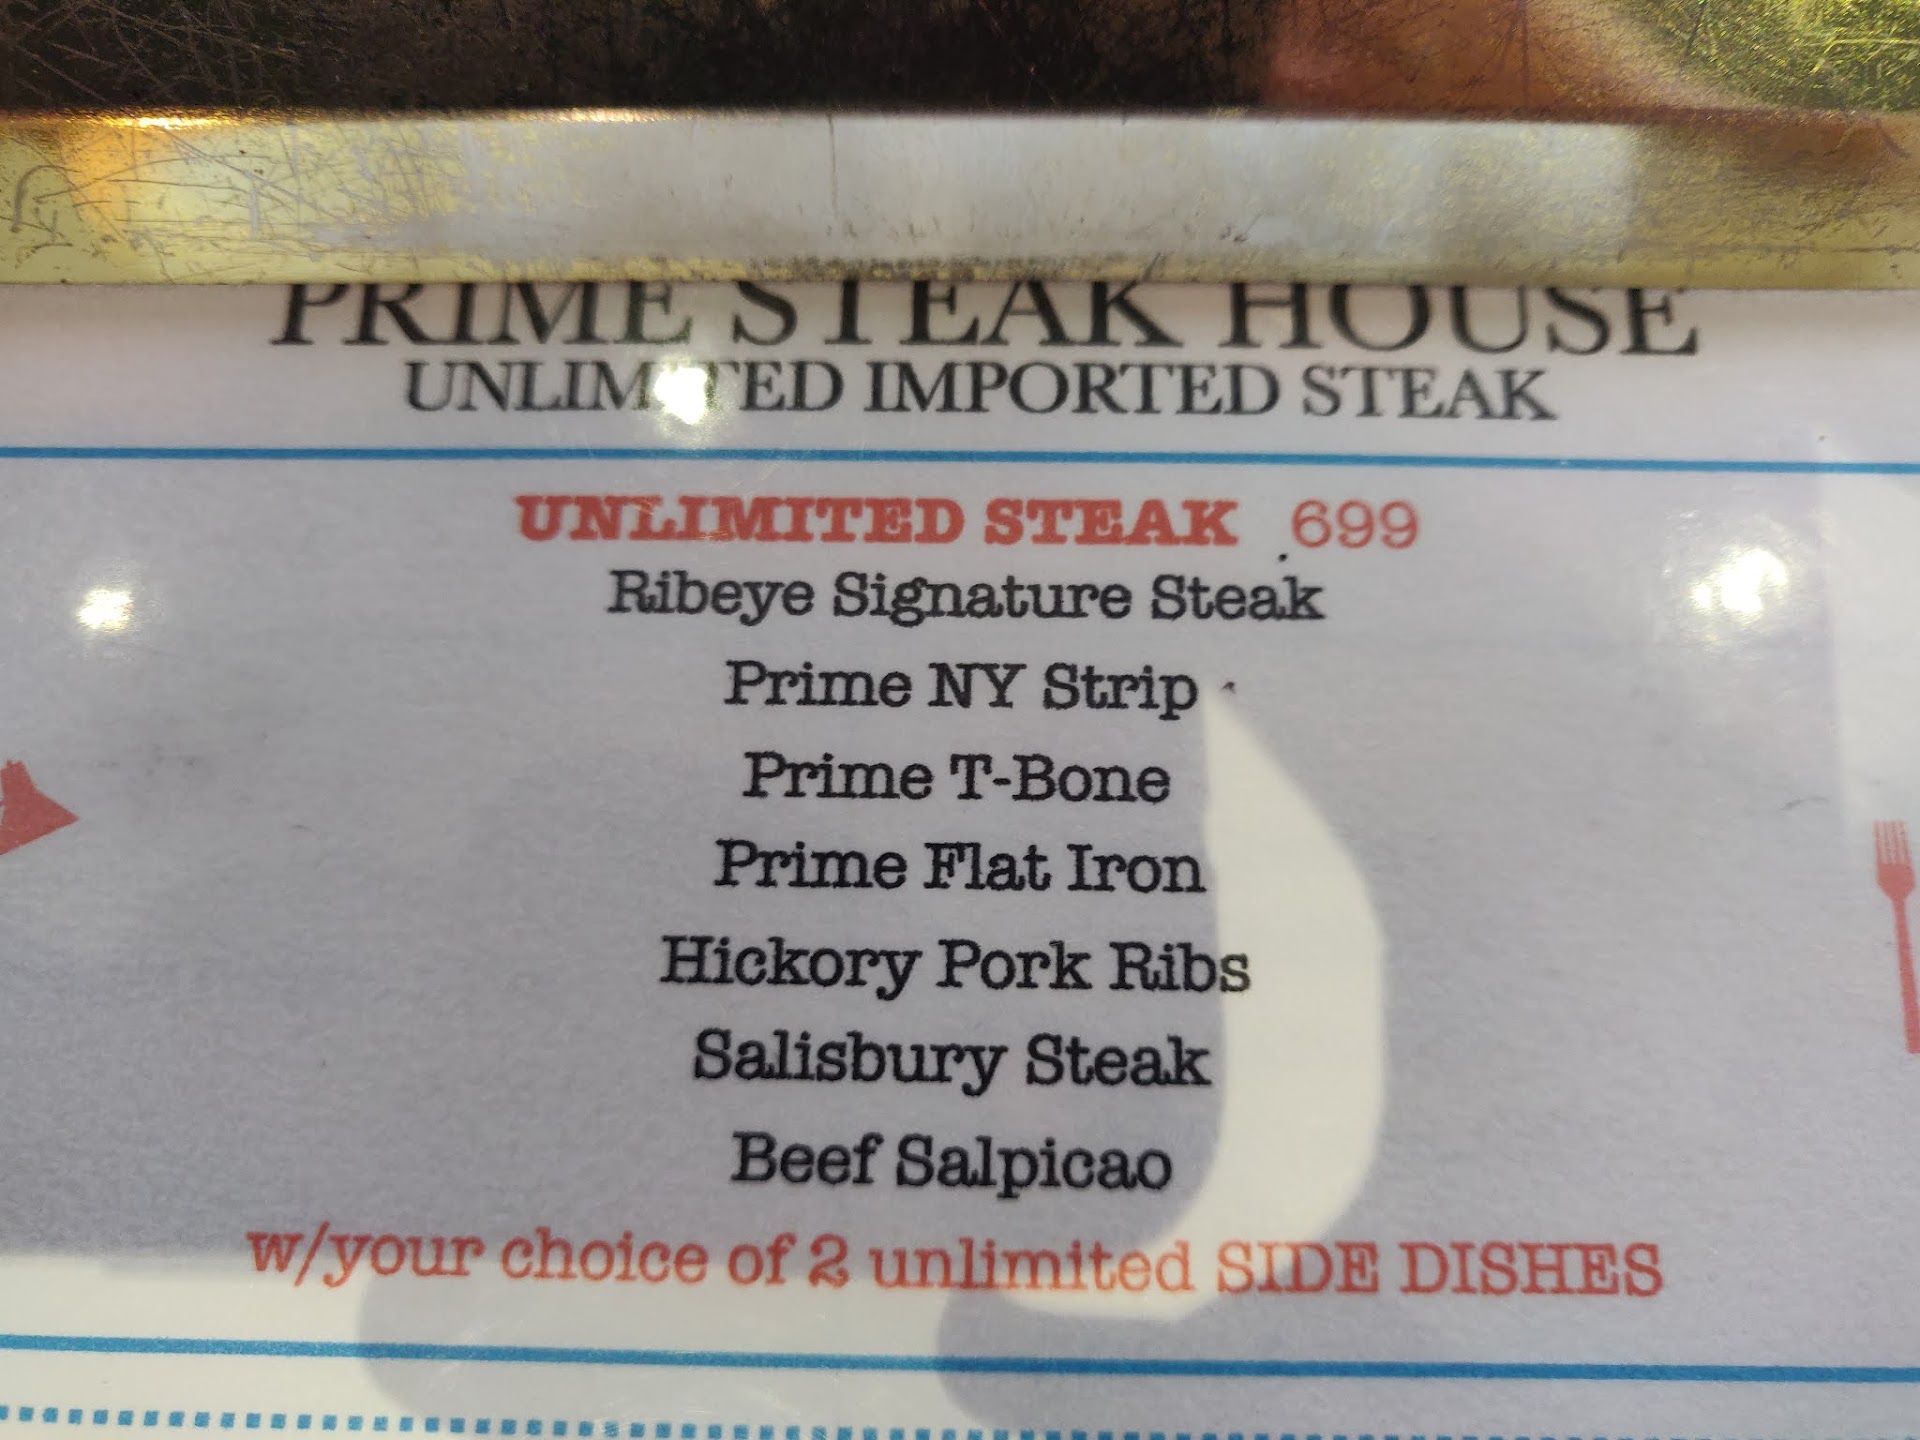 PRIME STEAK HOUSE
UNLIMITED IMPORTED STEAK
UNLIMITED STEAK 699
Ribeye Signature Steak
Prime NY Strip
Prime T-Bone
Prime Flat Iron
Hickory Pork Ribs
Salisbury Steak
Beef Salpicao
w/your choice of 2 unlimited SIDE DISHES